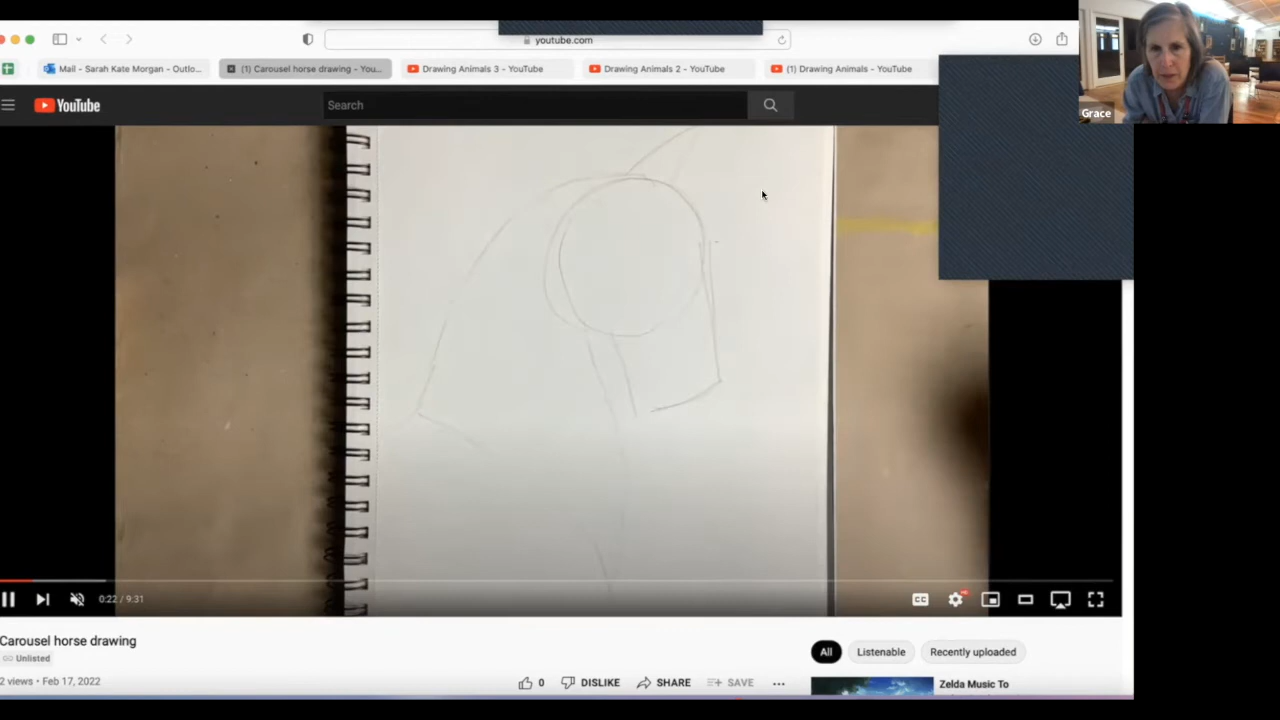 youtube.com
Mail - Sarah Kate Morgan - Outlo...
(1) Carousel horse drawing - You...
Drawing Animals 3 - YouTube
Drawing Animals 2 - YouTube
(1) Drawing Animals - YouTube
Grace
YouTube
Search
0:22 / 9:31
CC
Carousel horse drawing
Unlisted
2 views • Feb 17, 2022
0 DISLIKE SHARE SAVE ...
All Listenable Recently uploaded
Zelda Music To